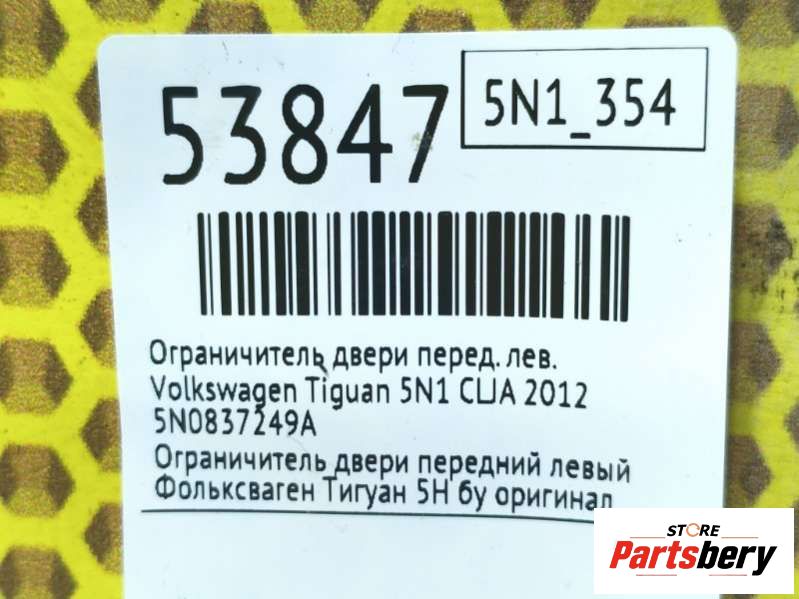 53847
5N1_354
Ограничитель двери перед. лев.
Volkswagen Tiguan 5N1 США 2012
5N0837249A
Ограничитель двери передний левый
Фольксваген Тигуан 5Н бу оригинал
STORE
Partsbery